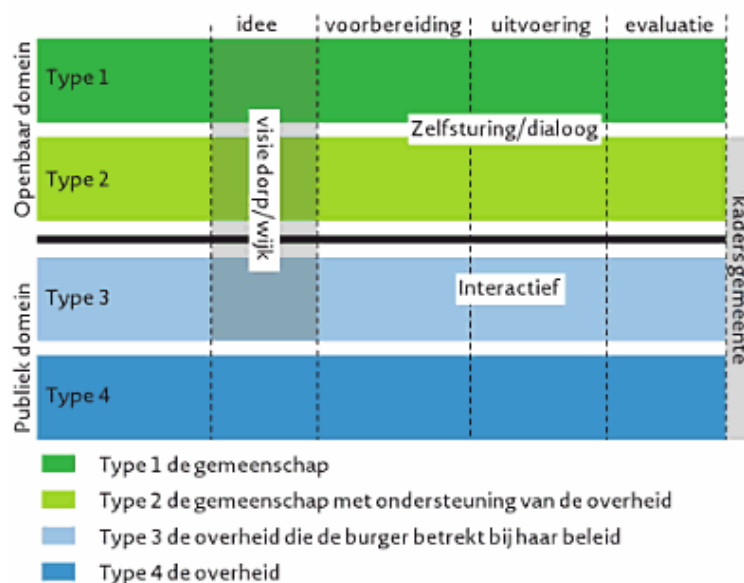 idee voorbereiding uitvoering evaluatie
Openbaar domein
Type 1
visie dorp/wijk
Zelfsturing/dialoog
Type 2
kaders gemeente
Publiek domein
Type 3
Interactief
Type 4
Type 1 de gemeenschap
Type 2 de gemeenschap met ondersteuning van de overheid
Type 3 de overheid die de burger betrekt bij haar beleid
Type 4 de overheid